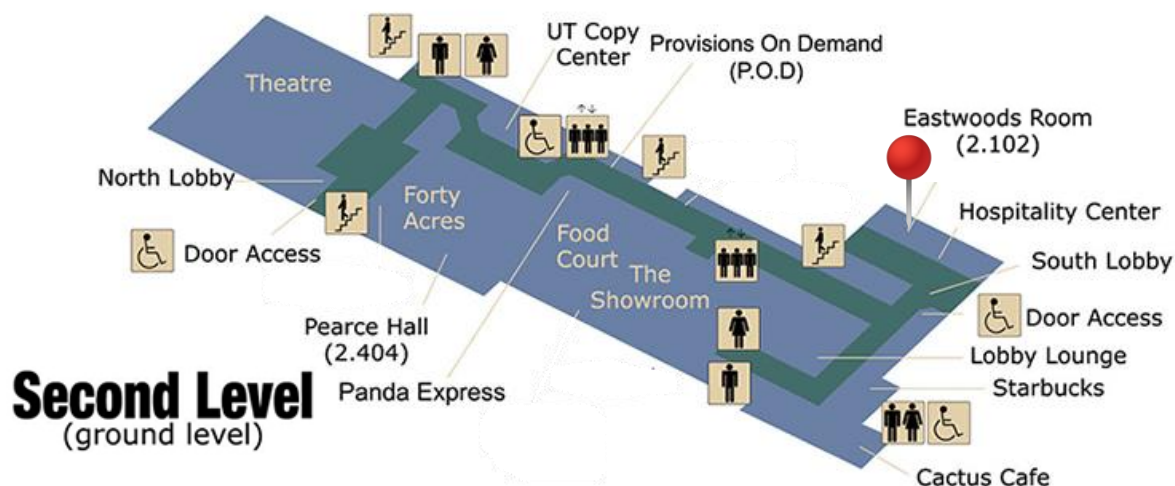 UT Copy
Center
Provisions On Demand
(P.O.D)
Theatre
Eastwoods Room
(2.102)
North Lobby
Forty
Acres
Hospitality Center
Door Access
Food
Court
The
Showroom
South Lobby
Door Access
Pearce Hall
(2.404)
Lobby Lounge
Panda Express
Starbucks
Second Level
(ground level)
Cactus Cafe